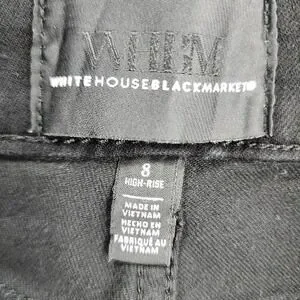 WHBM
WHITEHOUSEBLACKMARKET
8
HIGH-RISE
MADE IN
VIETNAM
HECHO EN
VIETNAM
FABRIQUÉ AU
VIETNAM